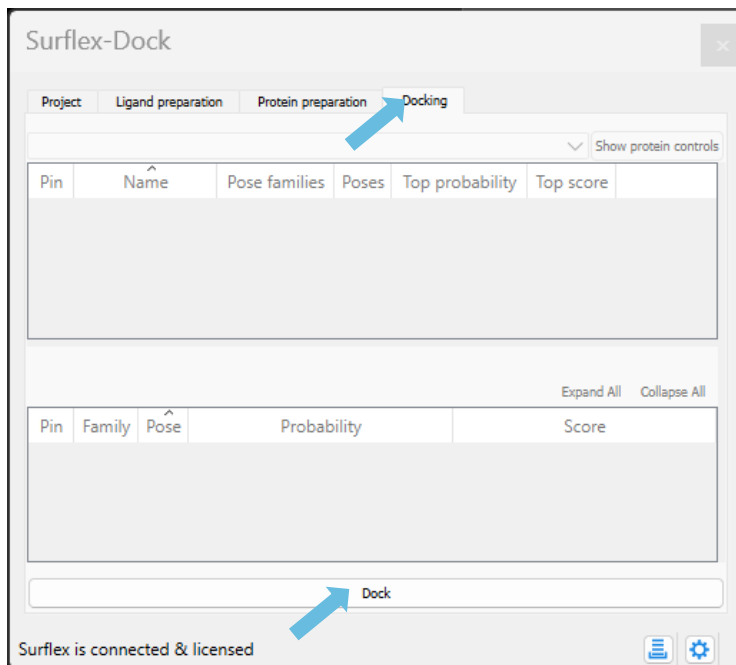 Surflex-Dock
Project Ligand preparation Protein preparation Docking
Show protein controls
Pin Name Pose families Poses Top probability Top score
Expand All Collapse All
Pin Family Pose Probability Score
Dock
Surflex is connected & licensed